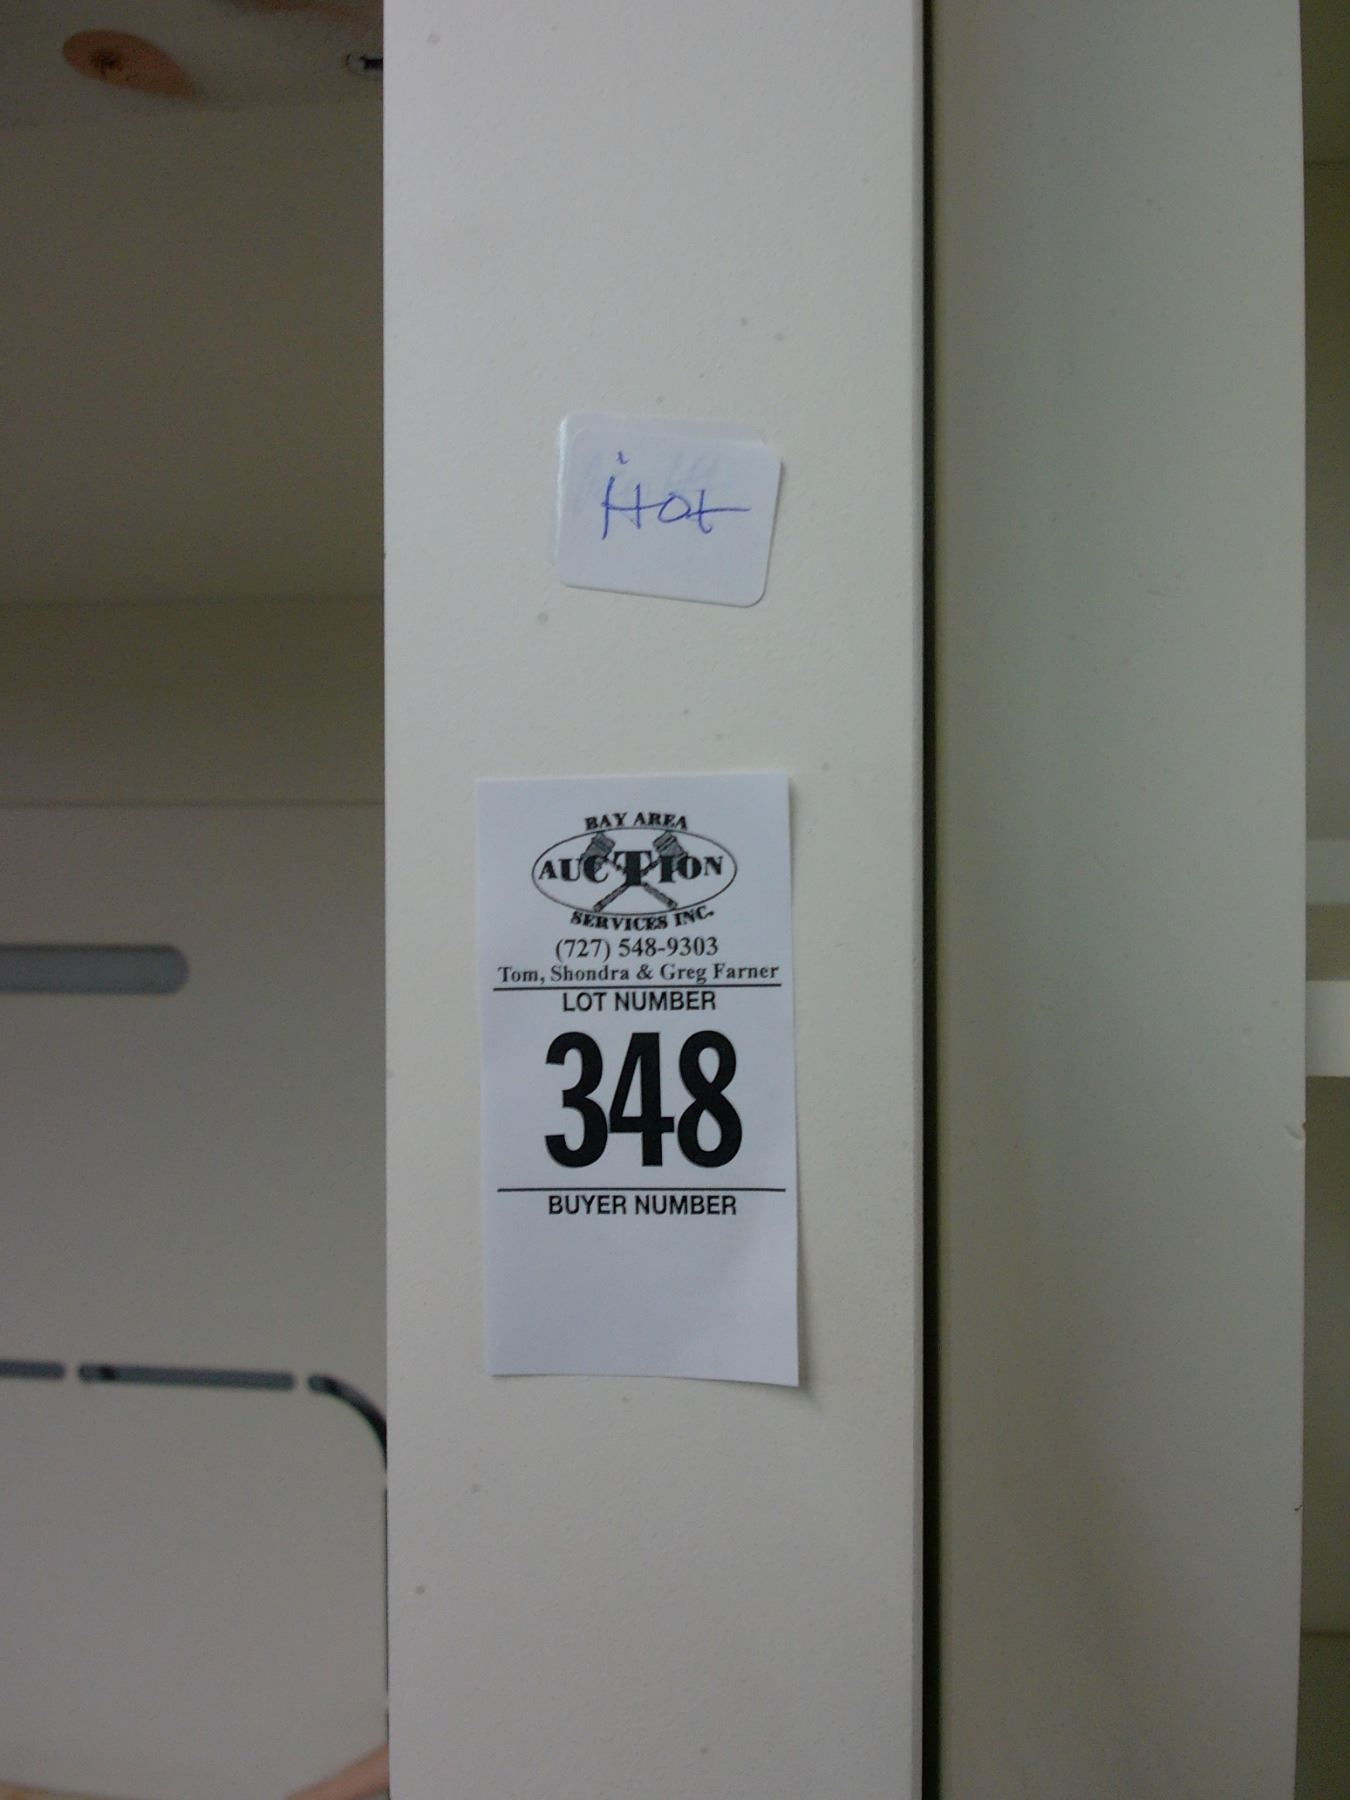 Hot
BAY AREA
AUCTION
SERVICES INC.
(727) 548-9303
Tom, Shondra & Greg Farner
LOT NUMBER
348
BUYER NUMBER